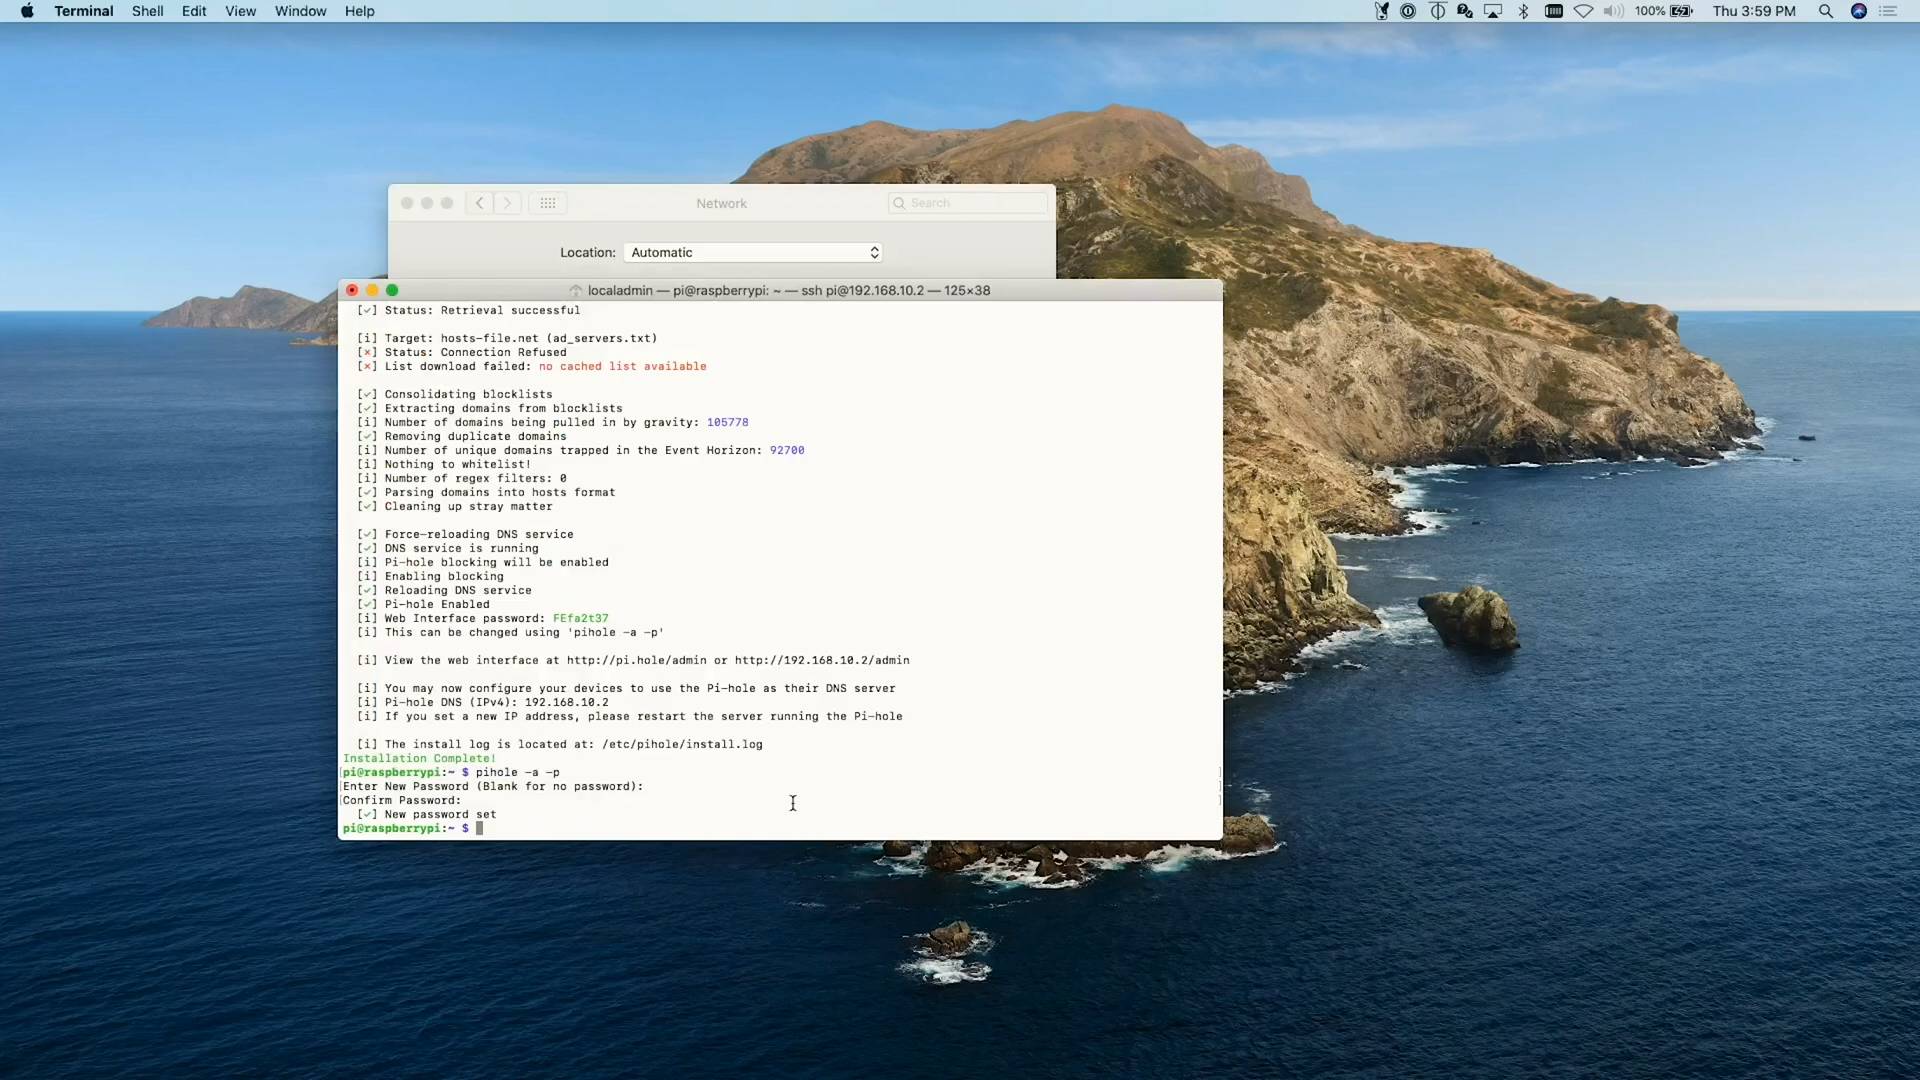 Terminal Shell Edit View Window Help 100% Thu 3:59 PM
Network
Search
Location: Automatic
localadmin — pi@raspberrypi: ~ — ssh pi@192.168.10.2 — 125×38
[✓] Status: Retrieval successful
[i] Target: hosts-file.net (ad_servers.txt)
[✗] Status: Connection Refused
[✗] List download failed: no cached list available
[✓] Consolidating blocklists
[✓] Extracting domains from blocklists
[i] Number of domains being pulled in by gravity: 105778
[✓] Removing duplicate domains
[i] Number of unique domains trapped in the Event Horizon: 92700
[i] Nothing to whitelist!
[i] Number of regex filters: 0
[✓] Parsing domains into hosts format
[✓] Cleaning up stray matter
[✓] Force-reloading DNS service
[✓] DNS service is running
[i] Pi-hole blocking will be enabled
[i] Enabling blocking
[✓] Reloading DNS service
[✓] Pi-hole Enabled
[i] Web Interface password: FEfa2t37
[i] This can be changed using 'pihole -a -p'
[i] View the web interface at http://pi.hole/admin or http://192.168.10.2/admin
[i] You may now configure your devices to use the Pi-hole as their DNS server
[i] Pi-hole DNS (IPv4): 192.168.10.2
[i] If you set a new IP address, please restart the server running the Pi-hole
[i] The install log is located at: /etc/pihole/install.log
Installation Complete!
[pi@raspberrypi:~ $ pihole -a -p ]
[Enter New Password (Blank for no password):
[Confirm Password: ]
[✓] New password set
pi@raspberrypi:~ $